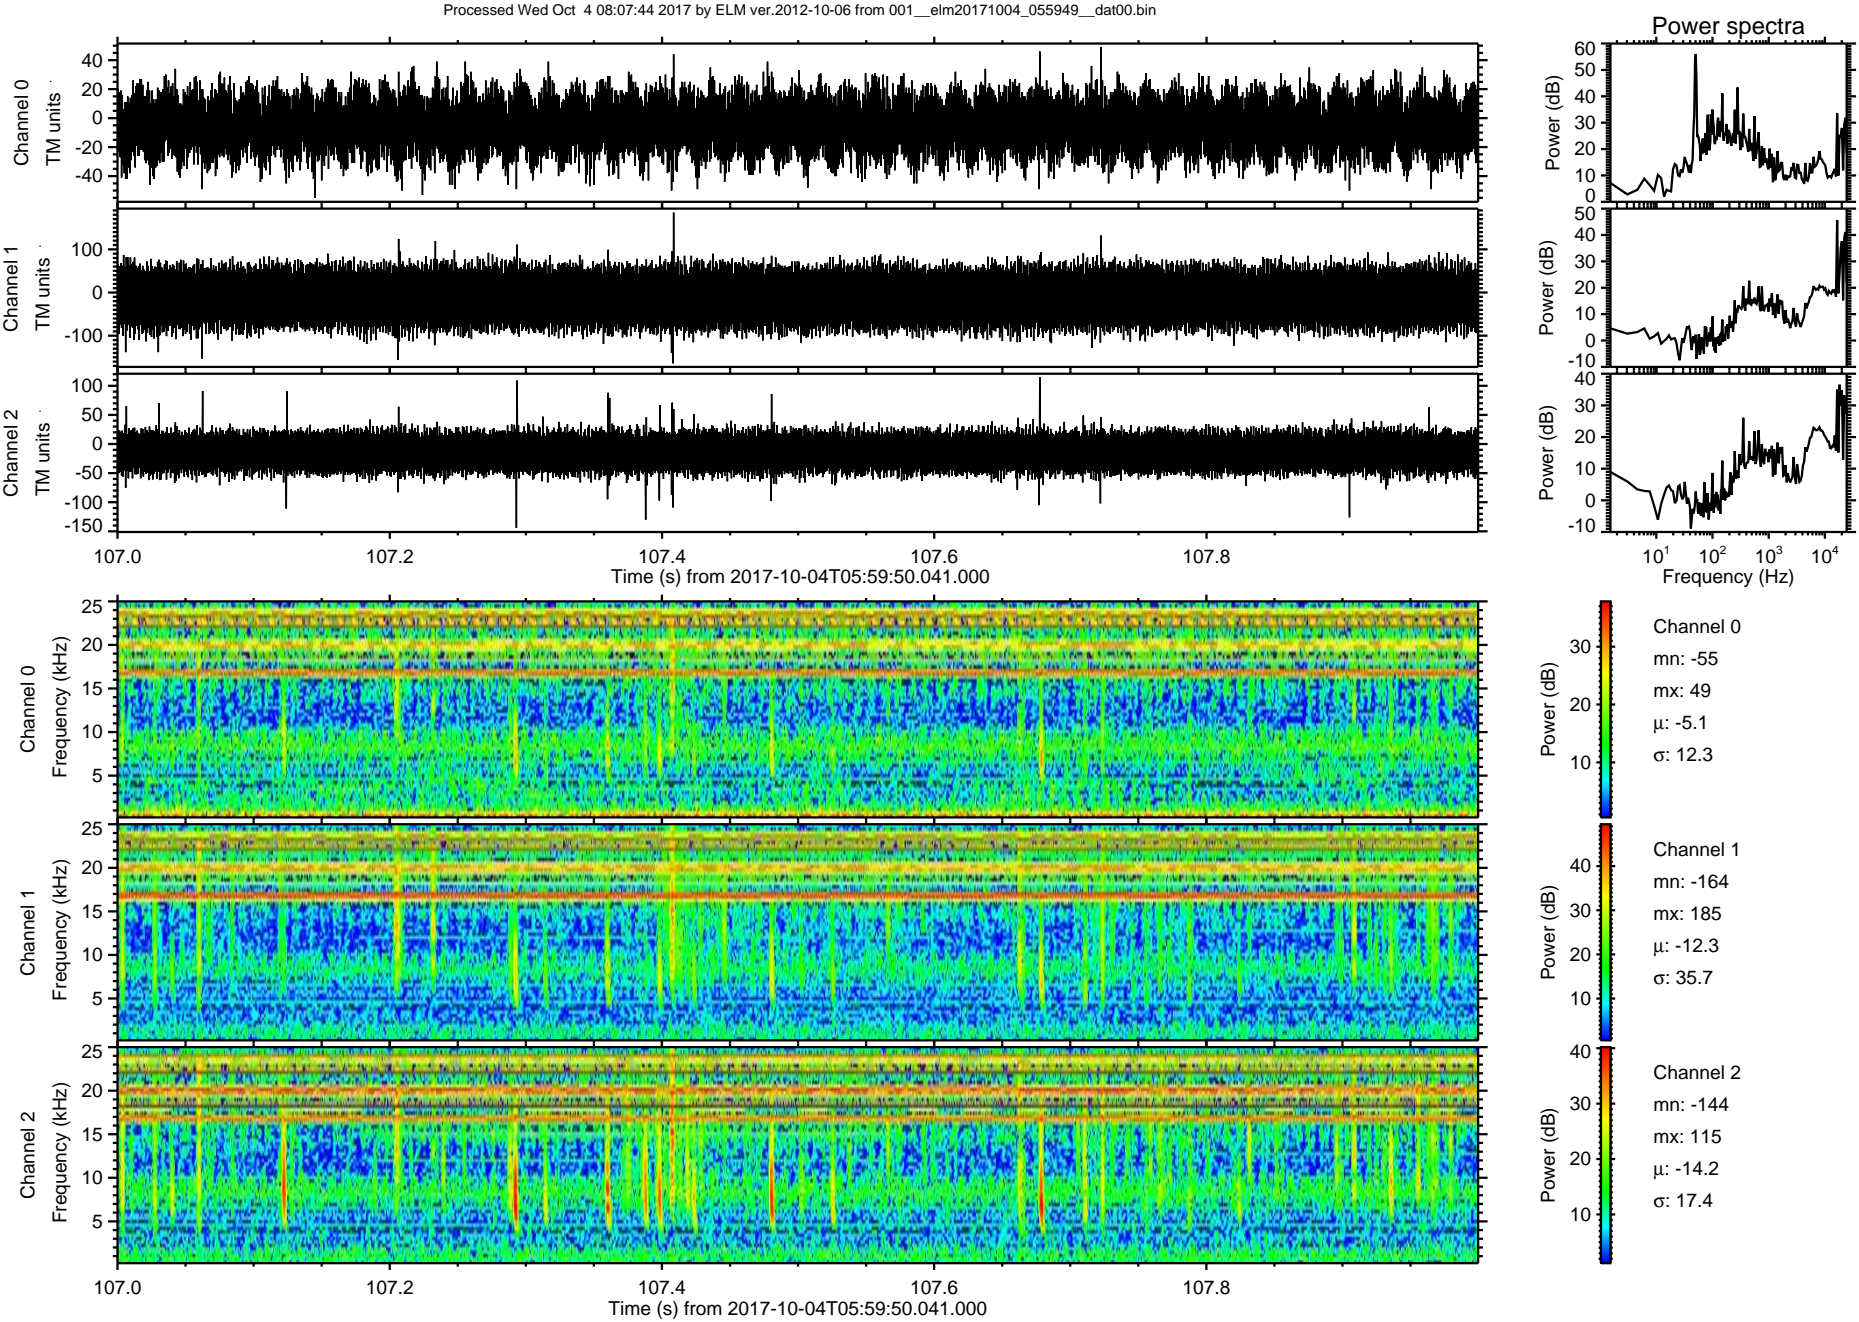 Processed Wed Oct  4 08:07:44 2017 by ELM ver.2012-10-06 from 001__elm20171004_055949__dat00.bin
Power spectra
Channel 0
TM units
40
20
0
-20
-40
Power (dB)
60
50
40
30
20
10
0
Channel 1
TM units
100
0
-100
Power (dB)
50
40
30
20
10
0
-10
Channel 2
TM units
100
50
0
-50
-100
-150
Power (dB)
40
30
20
10
0
-10
107.0 107.2 107.4 107.6 107.8
Time (s) from 2017-10-04T05:59:50.041.000
10¹ 10² 10³ 10⁴
Frequency (Hz)
Channel 0
Frequency (kHz)
25
20
15
10
5
Power (dB)
30
20
10
Channel 0
mn: -55
mx: 49
μ: -5.1
σ: 12.3
Channel 1
Frequency (kHz)
25
20
15
10
5
Power (dB)
40
30
20
10
Channel 1
mn: -164
mx: 185
μ: -12.3
σ: 35.7
Channel 2
Frequency (kHz)
25
20
15
10
5
Power (dB)
40
30
20
10
Channel 2
mn: -144
mx: 115
μ: -14.2
σ: 17.4
107.0 107.2 107.4 107.6 107.8
Time (s) from 2017-10-04T05:59:50.041.000